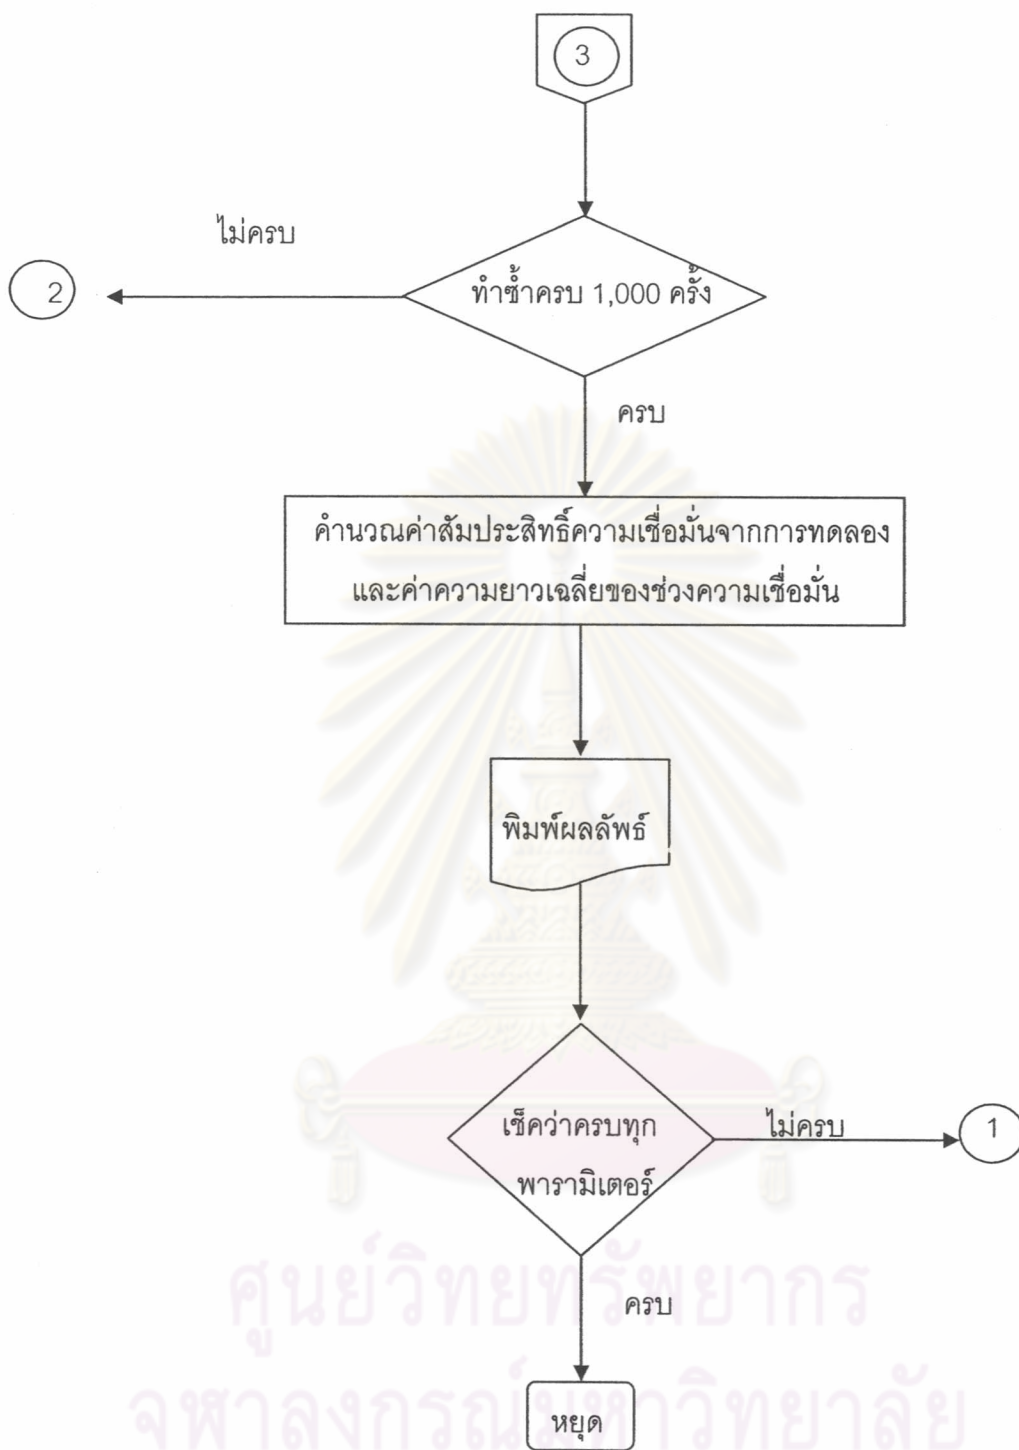 3
ไม่ครบ
2
ทำซ้ำครบ 1,000 ครั้ง
ครบ
คำนวณค่าสัมประสิทธิ์ความเชื่อมั่นจากการทดลอง
และค่าความยาวเฉลี่ยของช่วงความเชื่อมั่น
พิมพ์ผลลัพธ์
เช็คว่าครบทุก
พารามิเตอร์
ไม่ครบ
1
ครบ
หยุด
ศูนย์วิทยทรัพยากร
จุฬาลงกรณ์มหาวิทยาลัย